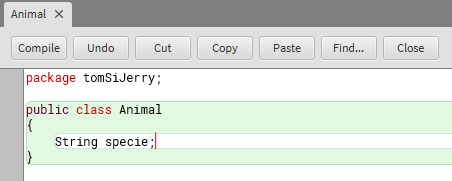 Animal ×
Compile Undo Cut Copy Paste Find... Close
package tomSiJerry;
public class Animal
{
String specie;
}